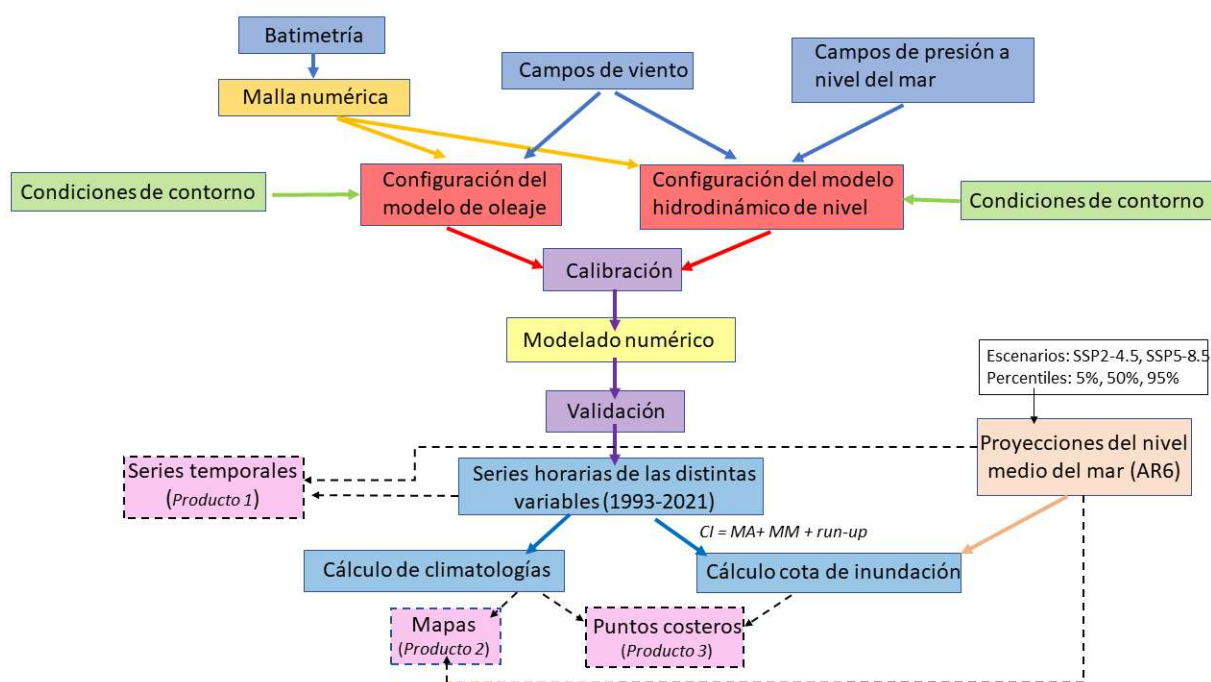 Batimetría
Campos de viento
Campos de presión a
nivel del mar
Malla numérica
Condiciones de contorno
Configuración del
modelo de oleaje
Configuración del modelo
hidrodinámico de nivel
Condiciones de contorno
Calibración
Modelado numérico
Escenarios: SSP2-4.5, SSP5-8.5
Percentiles: 5%, 50%, 95%
Validación
Proyecciones del nivel
medio del mar (AR6)
Series temporales
(Producto 1)
Series horarias de las distintas
variables (1993-2021)
CI = MA+ MM + run-up
Cálculo de climatologías
Cálculo cota de inundación
Mapas
(Producto 2)
Puntos costeros
(Producto 3)